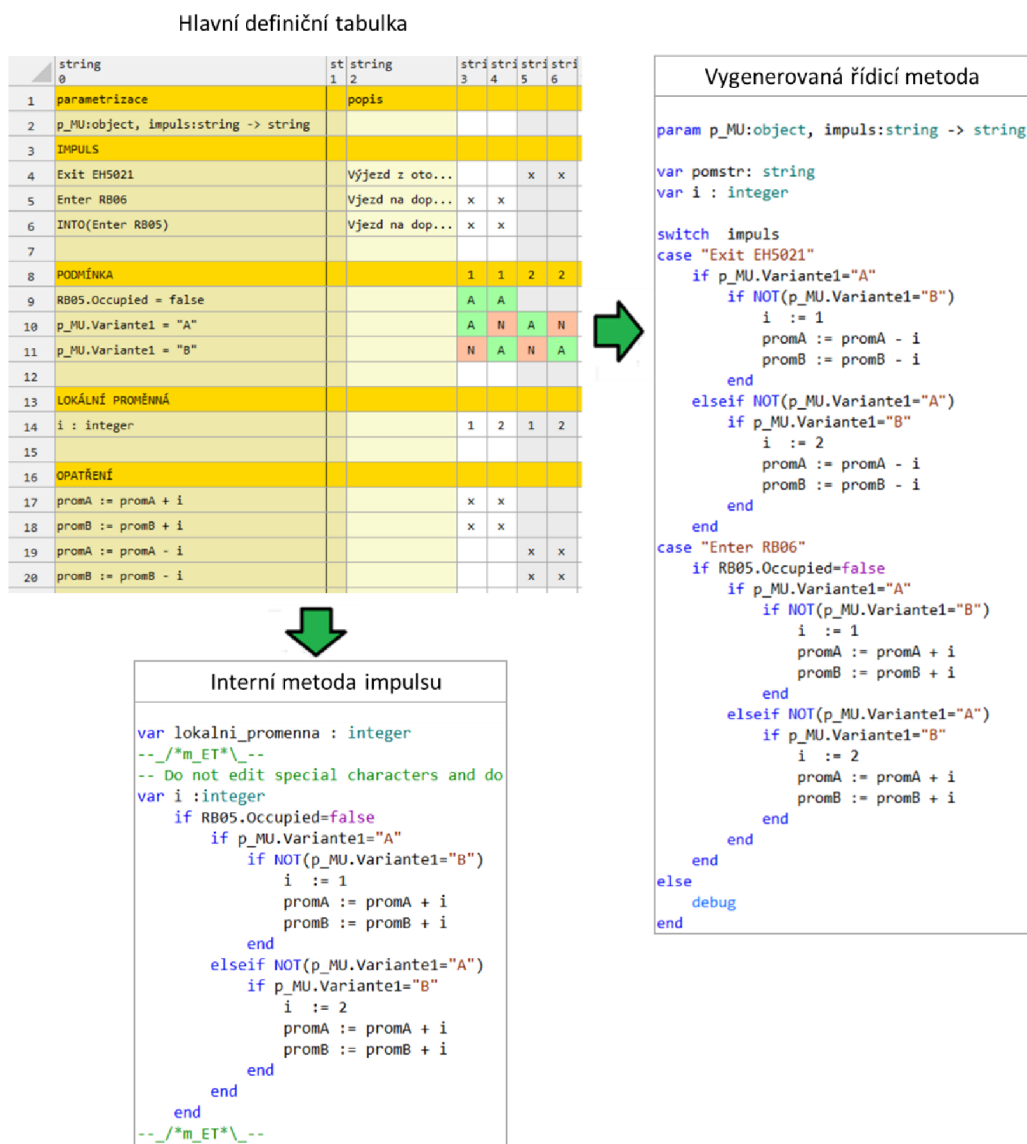 Hlavní definiční tabulka
string st string stri stri stri stri
0 1 2 3 4 5 6
1 parametrizace popis
2 p_MU:object, impuls:string -> string
3 IMPULS
4 Exit EH5021 Výjezd z oto... x x
5 Enter RB06 Vjezd na dop... x x
6 INTO(Enter RB05) Vjezd na dop... x x
7
8 PODMÍNKA 1 1 2 2
9 RB05.Occupied = false A A
10 p_MU.Variante1 = "A" A N A N
11 p_MU.Variante1 = "B" N A N A
12
13 LOKÁLNÍ PROMĚNNÁ
14 i : integer 1 2 1 2
15
16 OPATŘENÍ
17 promA := promA + i x x
18 promB := promB + i x x
19 promA := promA - i x x
20 promB := promB - i x x
Vygenerovaná řídicí metoda
param p_MU:object, impuls:string -> string
var pomstr: string
var i : integer
switch impuls
case "Exit EH5021"
if p_MU.Variante1="A"
if NOT(p_MU.Variante1="B")
i := 1
promA := promA - i
promB := promB - i
end
elseif NOT(p_MU.Variante1="A")
if p_MU.Variante1="B"
i := 2
promA := promA - i
promB := promB - i
end
end
case "Enter RB06"
if RB05.Occupied=false
if p_MU.Variante1="A"
if NOT(p_MU.Variante1="B")
i := 1
promA := promA + i
promB := promB + i
end
elseif NOT(p_MU.Variante1="A")
if p_MU.Variante1="B"
i := 2
promA := promA + i
promB := promB + i
end
end
end
else
debug
end
Interní metoda impulsu
var lokalni_promenna : integer
--_/*m_ET*\_--
-- Do not edit special characters and do
var i :integer
if RB05.Occupied=false
if p_MU.Variante1="A"
if NOT(p_MU.Variante1="B")
i := 1
promA := promA + i
promB := promB + i
end
elseif NOT(p_MU.Variante1="A")
if p_MU.Variante1="B"
i := 2
promA := promA + i
promB := promB + i
end
end
end
--_/*m_ET*\_--